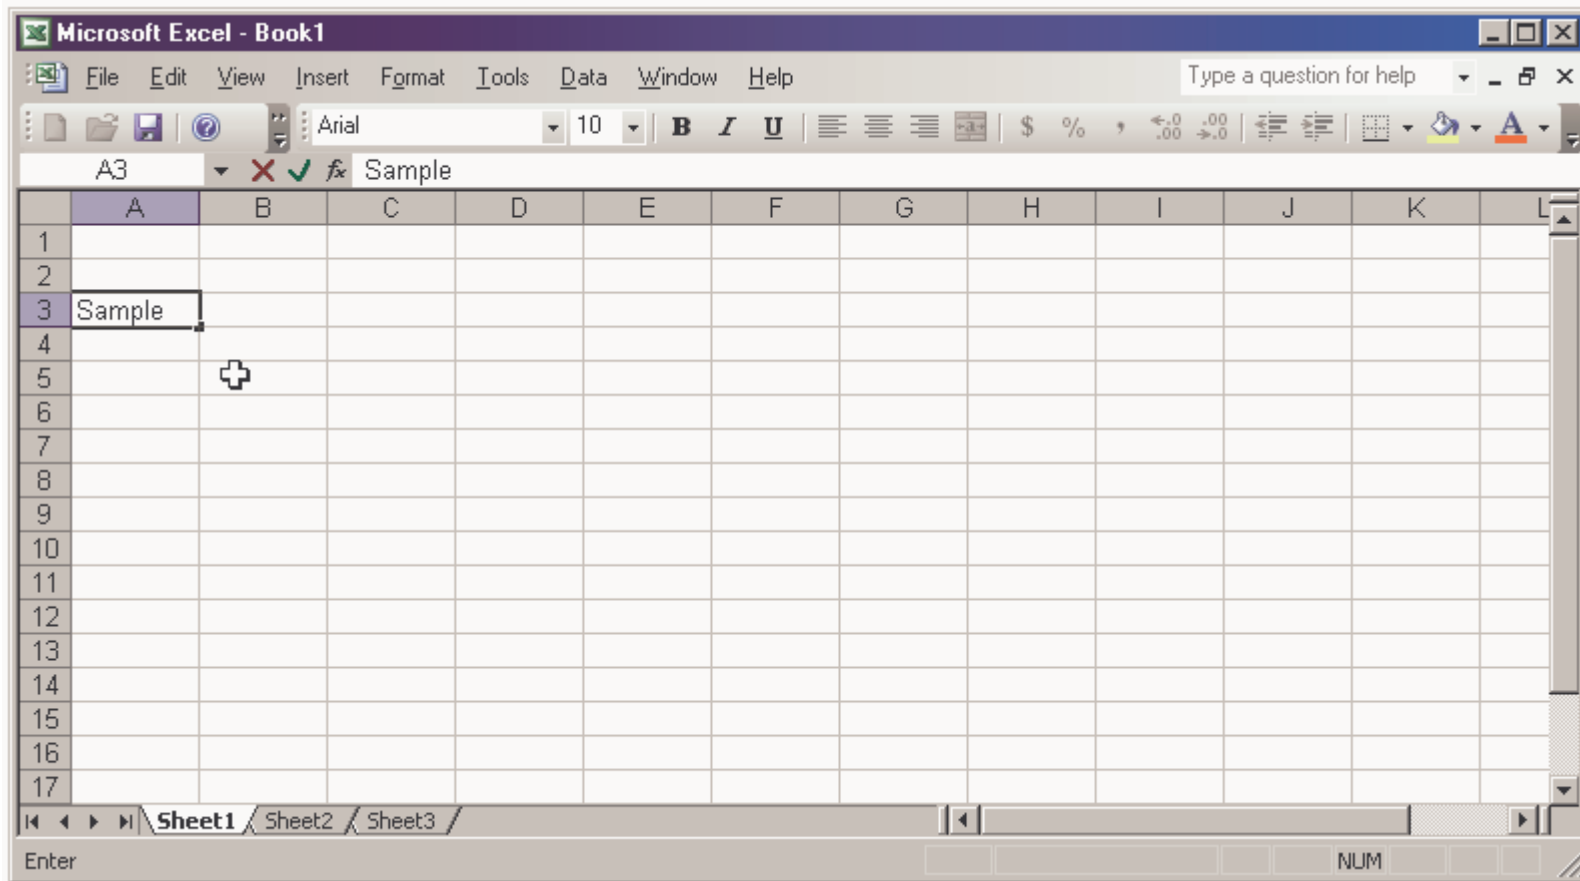 Microsoft Excel - Book1
File Edit View Insert Format Tools Data Window Help Type a question for help
Arial 10 B I U $ % , .00 .00 A
A3 fx Sample
A B C D E F G H I J K L
1
2
3 Sample
4
5
6
7
8
9
10
11
12
13
14
15
16
17
Sheet1 Sheet2 Sheet3
Enter NUM